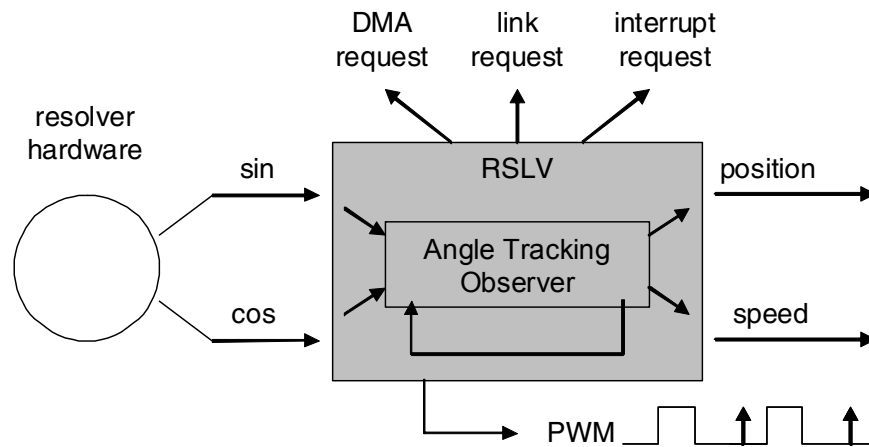 DMA
request
link
request
interrupt
request
resolver
hardware
sin
RSLV
position
Angle Tracking
Observer
cos
speed
PWM